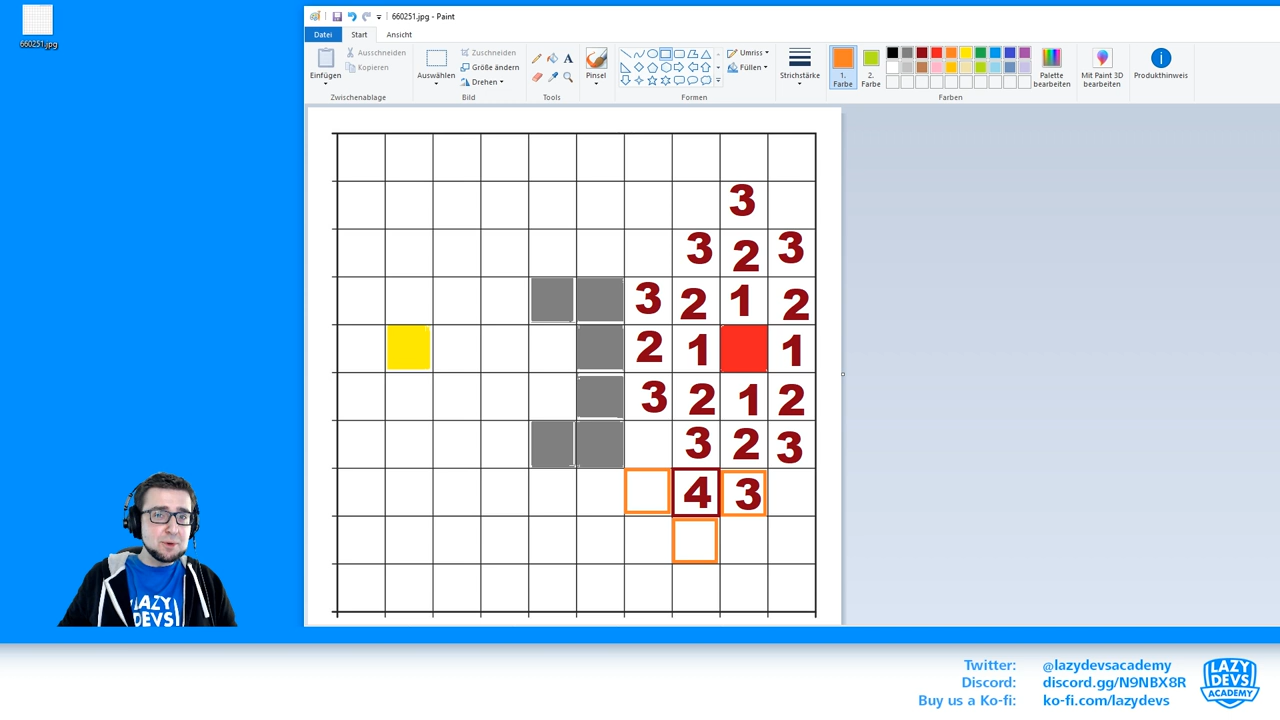 660251.jpg
660251.jpg - Paint
Datei
Start
Ansicht
Einfügen
Ausschneiden
Kopieren
Zwischenablage
Auswählen
Zuschneiden
Größe ändern
Drehen
Bild
A
Tools
Pinsel
Umriss
Füllen
Formen
Strichstärke
1.
Farbe
2.
Farbe
Palette
bearbeiten
Farben
Mit Paint 3D
bearbeiten
Produkthinweis
3
3 2 3
3 2 1 2
2 1 1
3 2 1 2
3 2 3
4 3
LAZY
DEVS
Twitter: @lazydevsacademy
Discord: discord.gg/N9NBX8R
Buy us a Ko-fi: ko-fi.com/lazydevs
LAZY
DEVS
ACADEMY